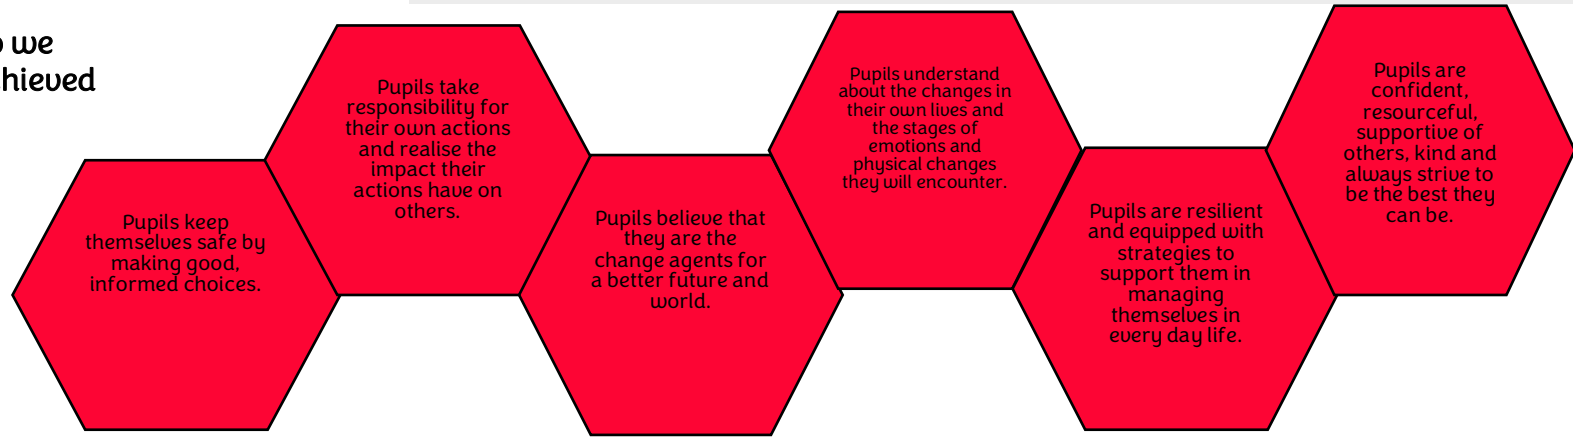 we
Pupils keep
themselves safe by
making good,
informed choices.
Pupils take
responsibility for
their own actions
and realise the
impact their
actions have on
others.
Pupils believe that
they are the
change agents for
a better future and
world.
Pupils understand
about the changes in
their own lives and
the stages of
emotions and
physical changes
they will encounter.
Pupils are resilient
and equipped with
strategies to
support them in
managing
themselves in
every day life.
Pupils are
confident,
resourceful,
supportive of
others, kind and
always strive to
be the best they
can be.